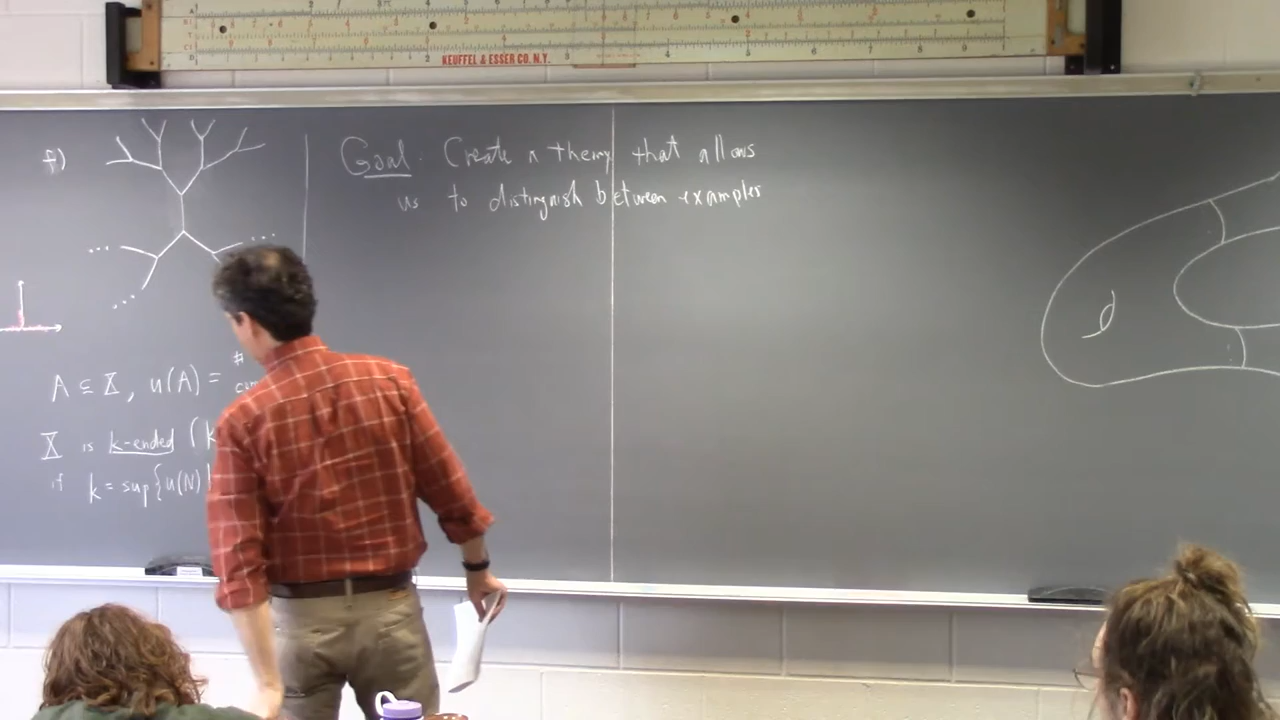 KEUFFEL & ESSER CO. N.Y.
f)
Goal. Create a theory that allows
us to distinguish between examples
A ⊆ X, u(A) = #
X is k-ended (k
if k = sup{u(N)
d